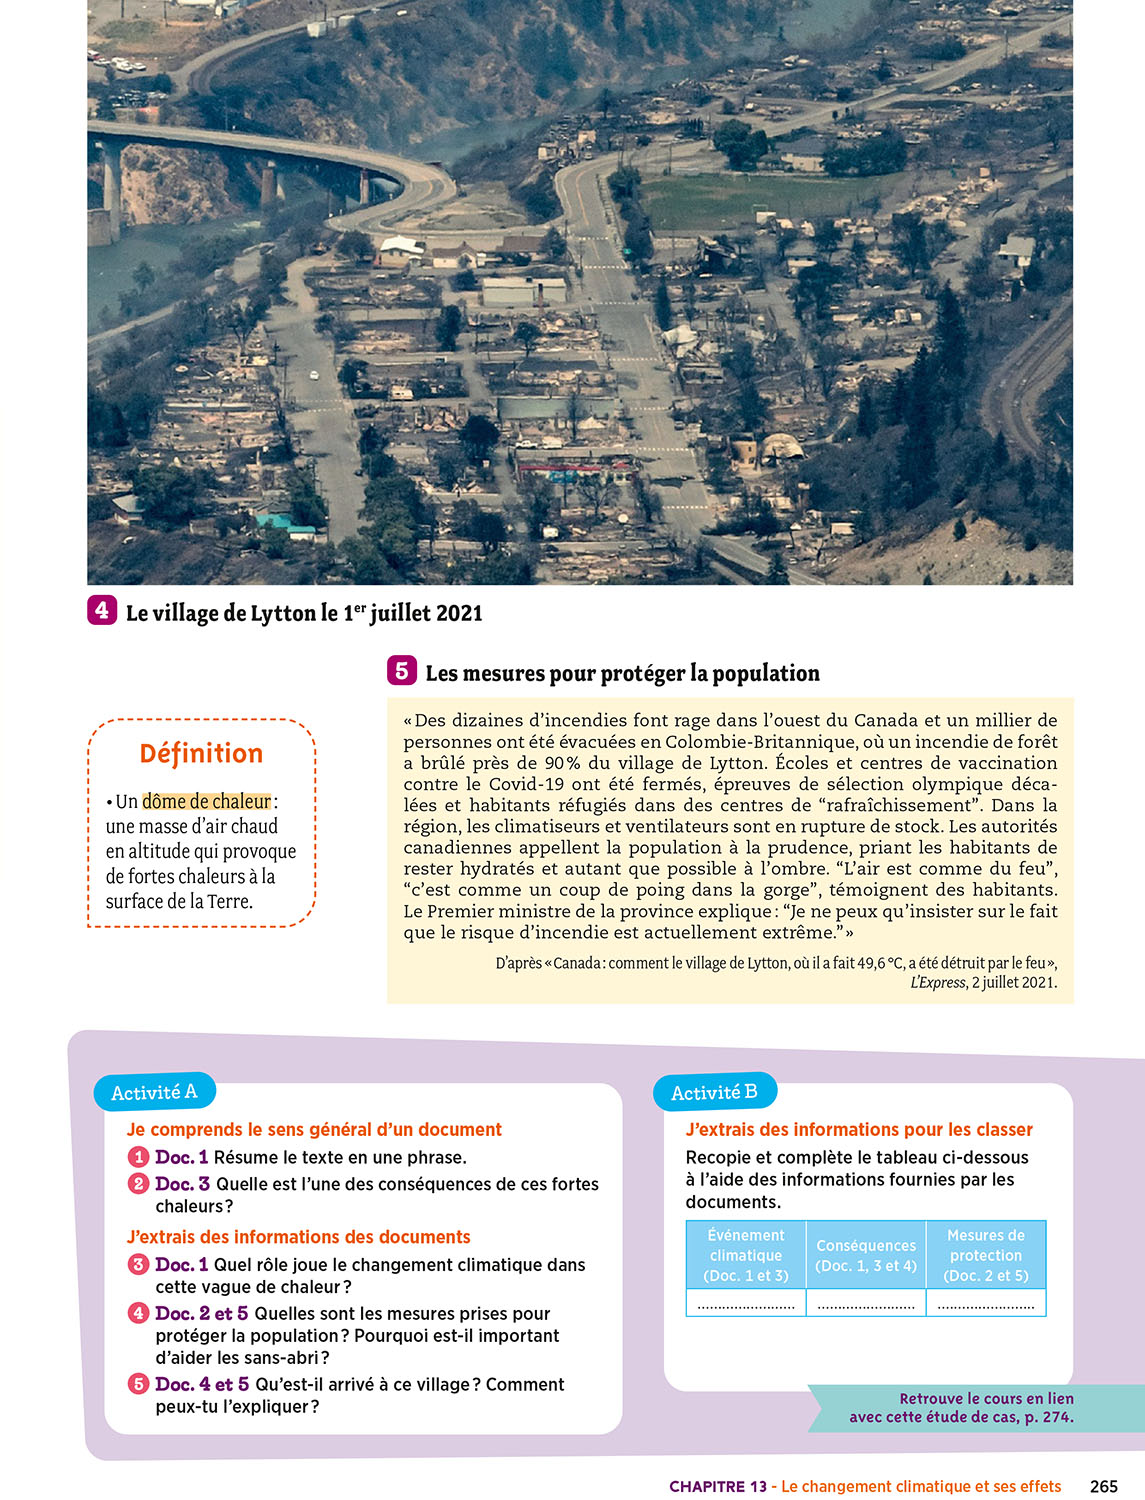 4 Le village de Lytton le 1er juillet 2021
5 Les mesures pour protéger la population
Définition
• Un dôme de chaleur :
une masse d’air chaud
en altitude qui provoque
de fortes chaleurs à la
surface de la Terre.
« Des dizaines d’incendies font rage dans l’ouest du Canada et un millier de
personnes ont été évacuées en Colombie-Britannique, où un incendie de forêt
a brûlé près de 90 % du village de Lytton. Écoles et centres de vaccination
contre le Covid-19 ont été fermés, épreuves de sélection olympique déca-
lées et habitants réfugiés dans des centres de “rafraîchissement”. Dans la
région, les climatiseurs et ventilateurs sont en rupture de stock. Les autorités
canadiennes appellent la population à la prudence, priant les habitants de
rester hydratés et autant que possible à l’ombre. “L’air est comme du feu”,
“c’est comme un coup de poing dans la gorge”, témoignent des habitants.
Le Premier ministre de la province explique : “Je ne peux qu’insister sur le fait
que le risque d’incendie est actuellement extrême.” »
D’après « Canada : comment le village de Lytton, où il a fait 49,6 °C, a été détruit par le feu »,
L’Express, 2 juillet 2021.
Activité A
Je comprends le sens général d’un document
1 Doc. 1 Résume le texte en une phrase.
2 Doc. 3 Quelle est l’une des conséquences de ces fortes
chaleurs ?
J’extrais des informations des documents
3 Doc. 1 Quel rôle joue le changement climatique dans
cette vague de chaleur ?
4 Doc. 2 et 5 Quelles sont les mesures prises pour
protéger la population ? Pourquoi est-il important
d’aider les sans-abri ?
5 Doc. 4 et 5 Qu’est-il arrivé à ce village ? Comment
peux-tu l’expliquer ?
Activité B
J’extrais des informations pour les classer
Recopie et complète le tableau ci-dessous
à l’aide des informations fournies par les
documents.
Événement
climatique
(Doc. 1 et 3)
Conséquences
(Doc. 1, 3 et 4)
Mesures de
protection
(Doc. 2 et 5)
........................ ........................ ........................
Retrouve le cours en lien
avec cette étude de cas, p. 274.
CHAPITRE 13 - Le changement climatique et ses effets 265